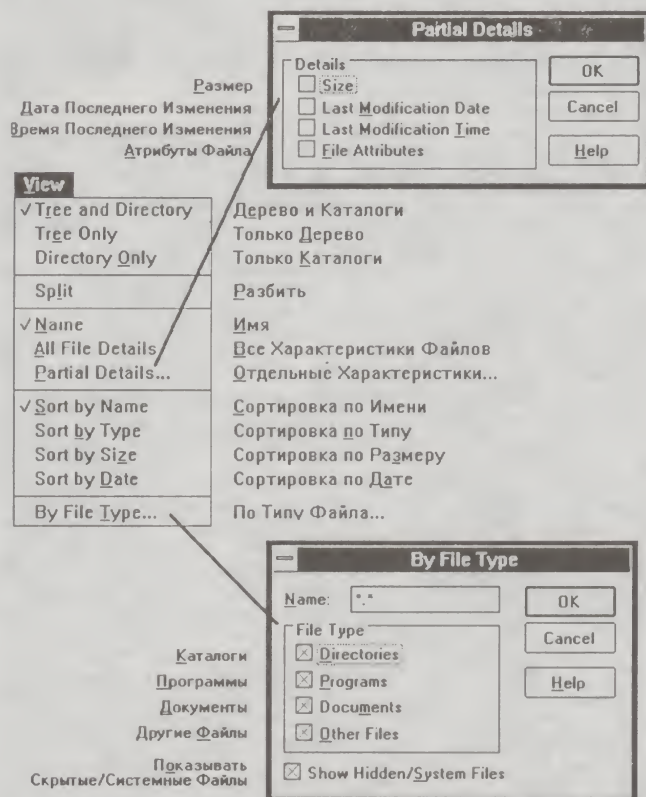 Partial Details
Details
Size
Last Modification Date
Last Modification Time
File Attributes
OK
Cancel
Help
Размер
Дата Последнего Изменения
Время Последнего Изменения
Атрибуты Файла
View
✓Tree and Directory Дерево и Каталоги
Tree Only Только Дерево
Directory Only Только Каталоги
Split Разбить
✓Name Имя
All File Details Все Характеристики Файлов
Partial Details... Отдельные Характеристики...
✓Sort by Name Сортировка по Имени
Sort by Type Сортировка по Типу
Sort by Size Сортировка по Размеру
Sort by Date Сортировка по Дате
By File Type... По Типу Файла...
By File Type
Name: *.*
File Type
Directories
Programs
Documents
Other Files
Show Hidden/System Files
OK
Cancel
Help
Каталоги
Программы
Документы
Другие Файлы
Показывать
Скрытые/Системные Файлы